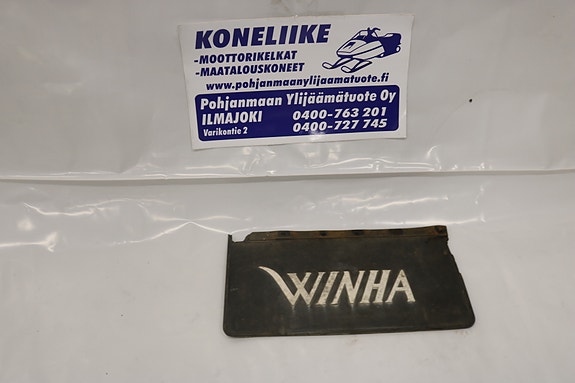 KONELIIKE
-MOOTTORIKELKAT
-MAATALOUSKONEET
www.pohjanmaanylijaamatuote.fi
Pohjanmaan Ylijäämätuote Oy
ILMAJOKI 0400-763 201
Varikontie 2 0400-727 745
WINHA